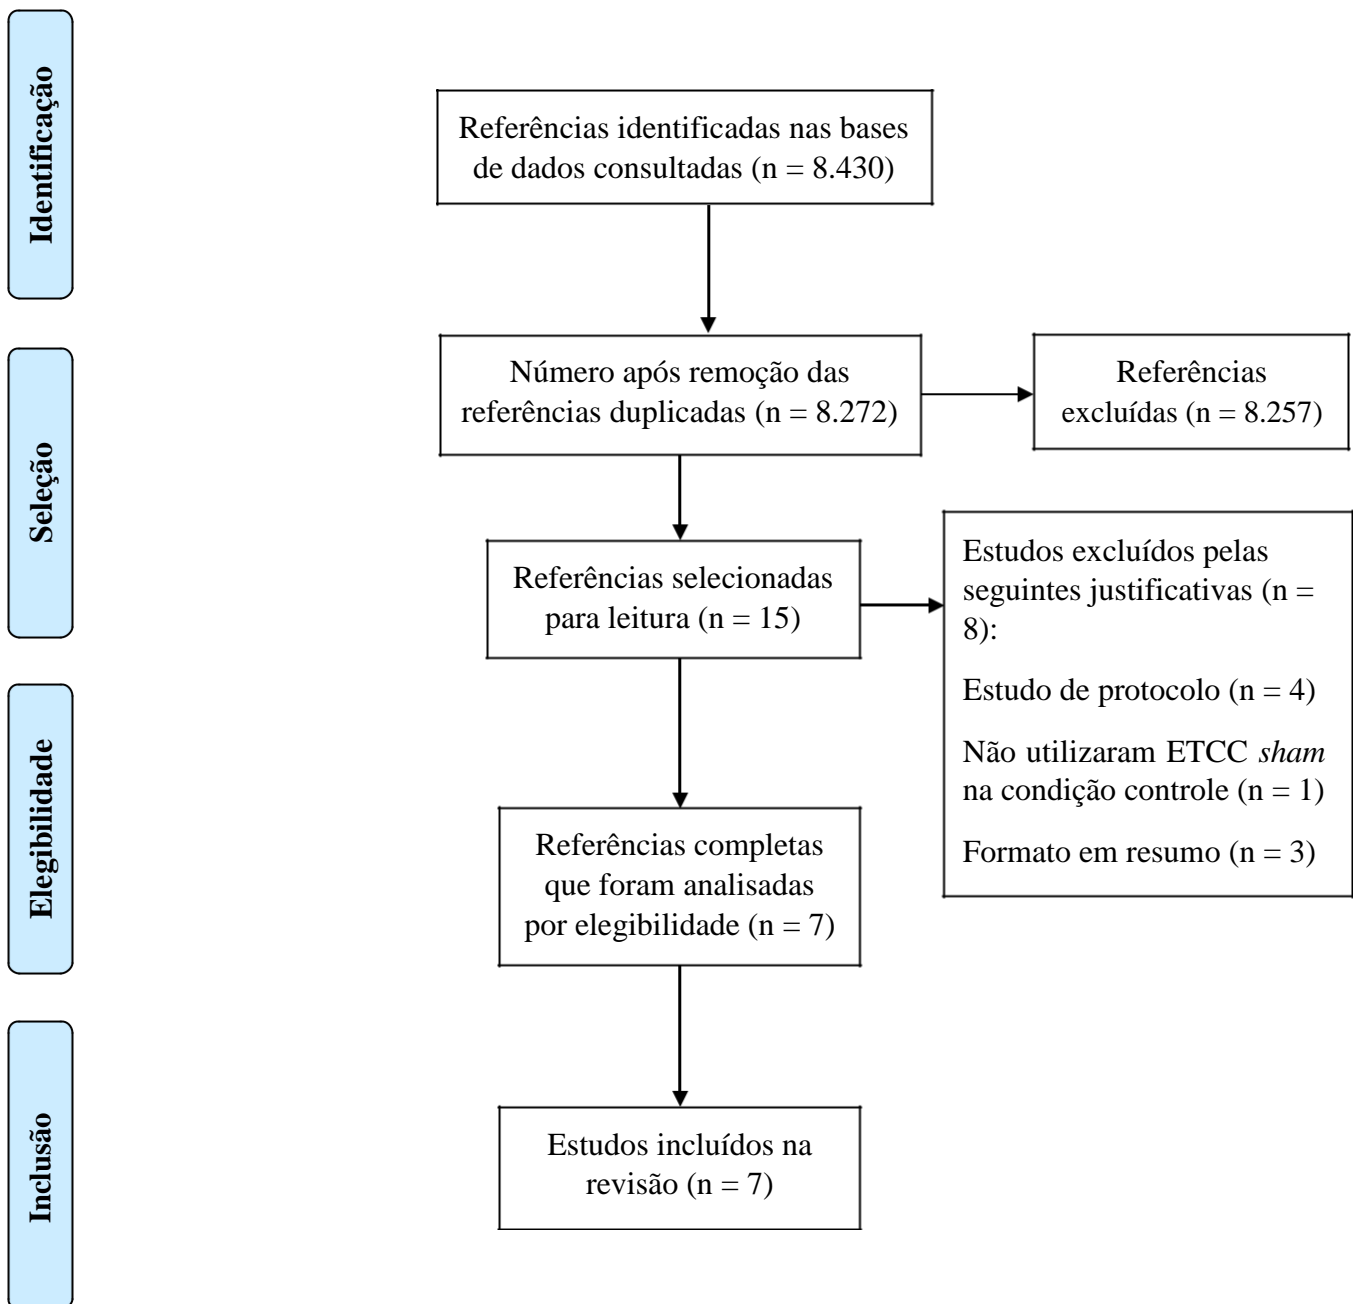 Identificação
Referências identificadas nas bases
de dados consultadas (n = 8.430)
Seleção
Número após remoção das
referências duplicadas (n = 8.272)
Referências
excluídas (n = 8.257)
Referências selecionadas
para leitura (n = 15)
Estudos excluídos pelas
seguintes justificativas (n =
8):
Estudo de protocolo (n = 4)
Não utilizaram ETCC sham
na condição controle (n = 1)
Formato em resumo (n = 3)
Elegibilidade
Referências completas
que foram analisadas
por elegibilidade (n = 7)
Inclusão
Estudos incluídos na
revisão (n = 7)